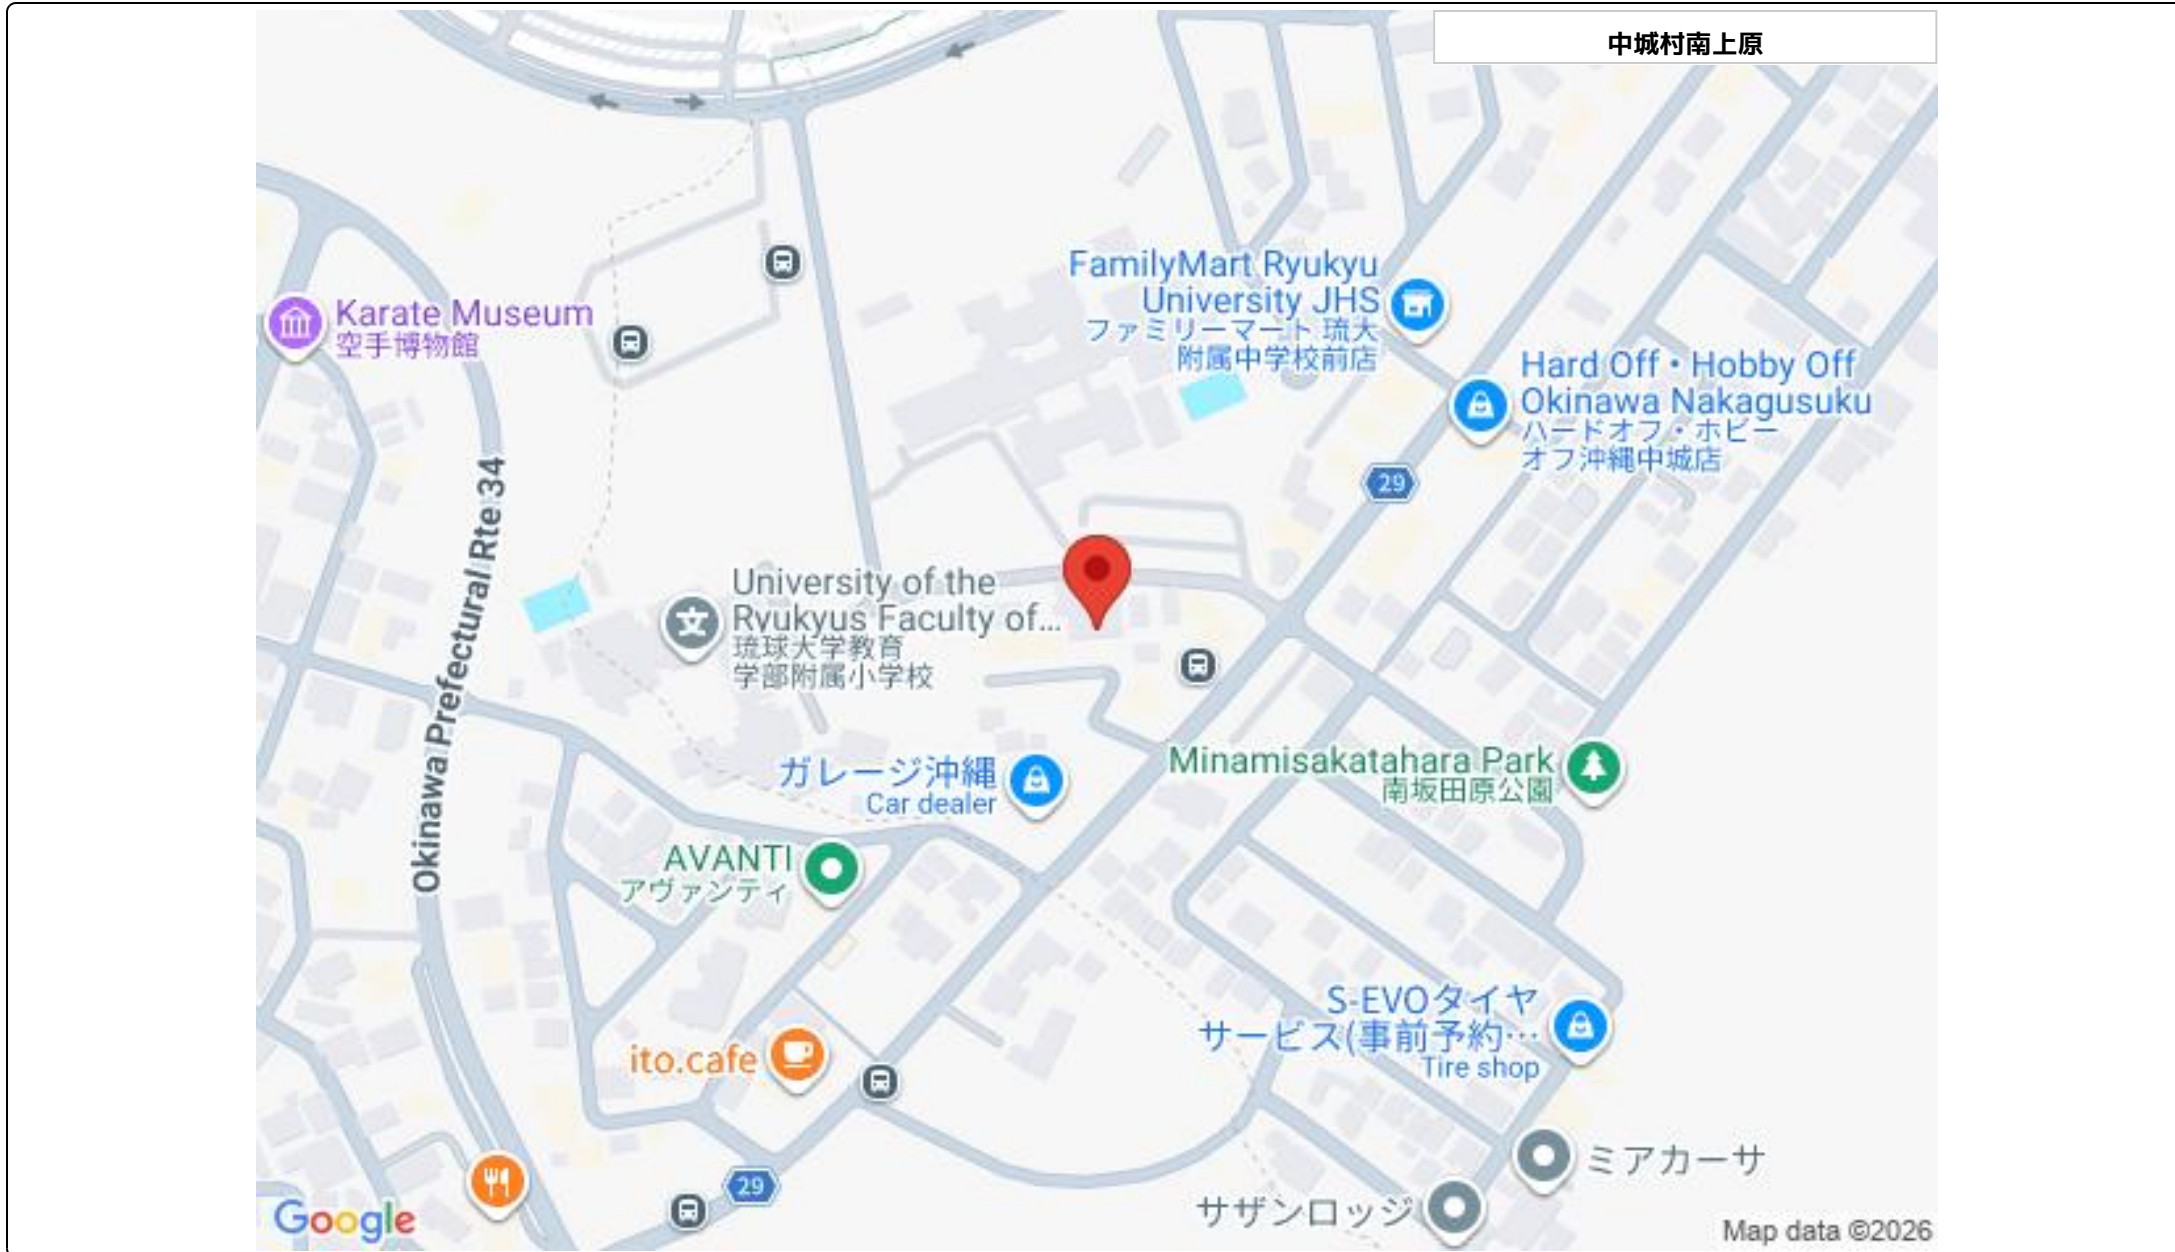 中城村南上原
FamilyMart Ryukyu
University JHS
ファミリーマート 琉大
附属中学校前店
Karate Museum
空手博物館
Hard Off・Hobby Off
Okinawa Nakagusuku
ハードオフ・ホビー
オフ沖縄中城店
29
Okinawa Prefectural Rte 34
University of the
Ryukyus Faculty of...
琉球大学教育
学部附属小学校
文
Minamisakatahara Park
南坂田原公園
ガレージ沖縄
Car dealer
AVANTI
アヴァンティ
S-EVOタイヤ
サービス(事前予約…
Tire shop
ito.cafe
ミアカーサ
29
サザンロッジ
Google
Map data ©2026